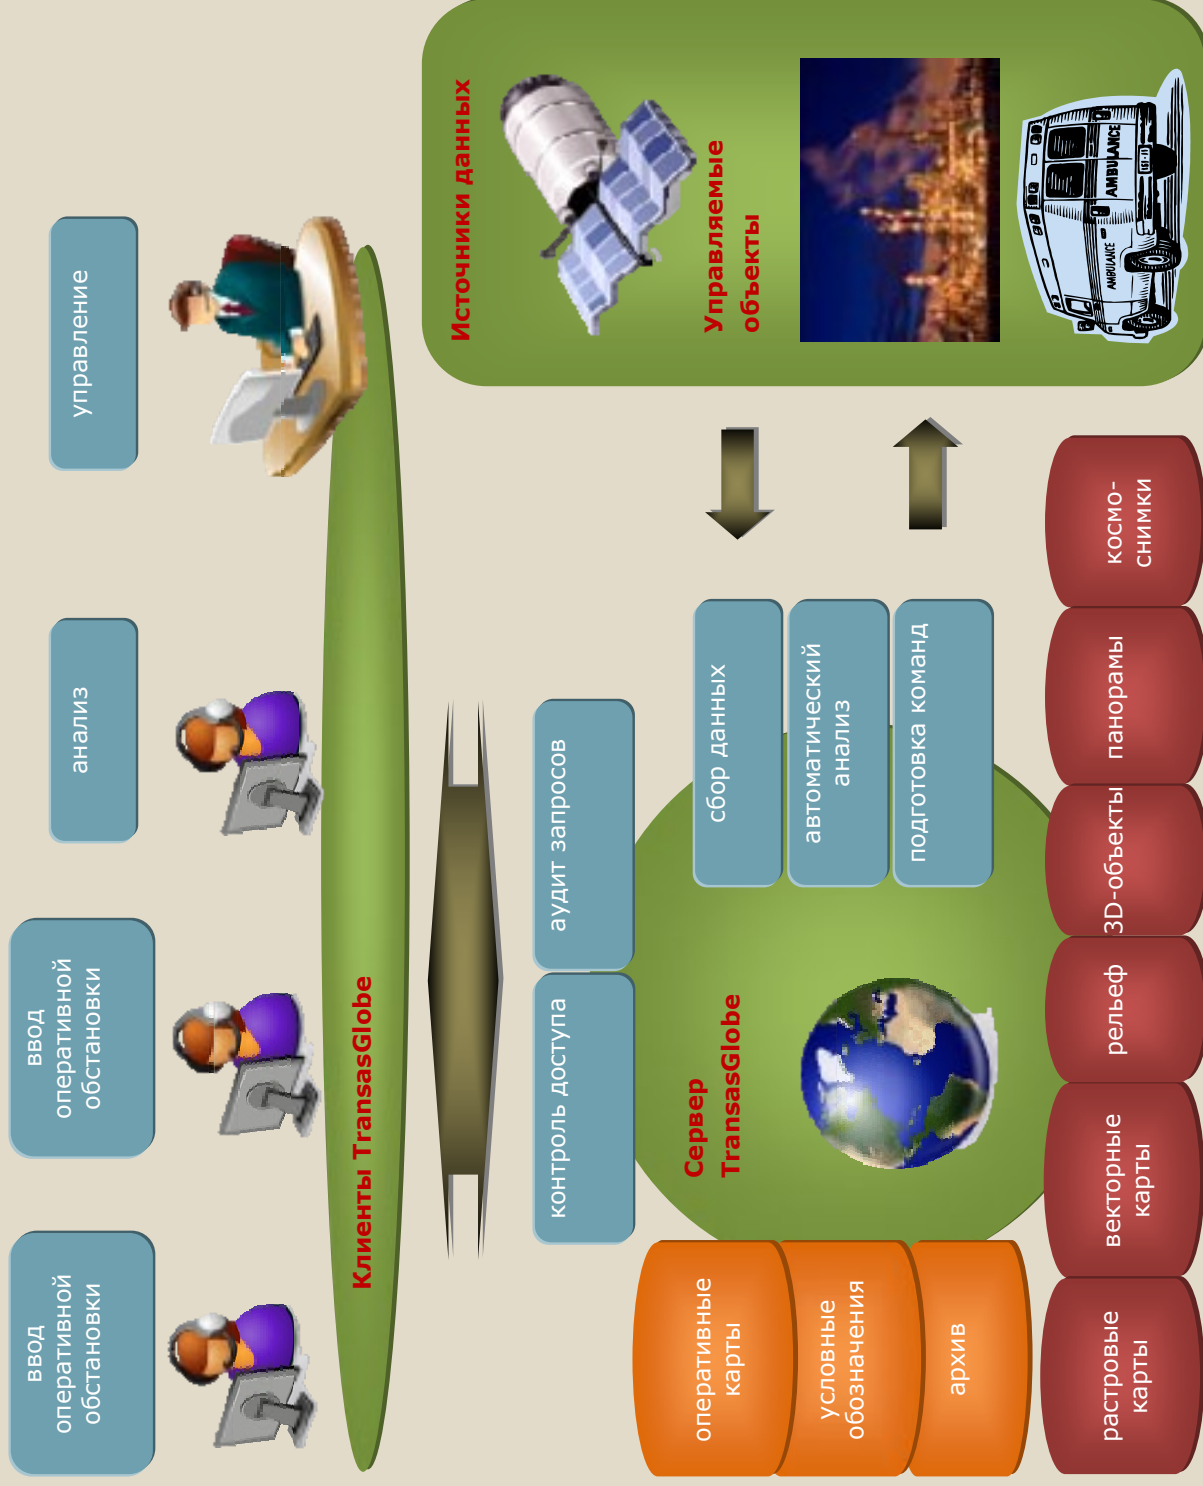 ввод
оперативной
обстановки
ввод
оперативной
обстановки
анализ
управление
Клиенты TransasGlobe
контроль доступа
аудит запросов
Источники данных
Управляемые
объекты
AMBULANCE
AMBULANCE
Сервер
TransasGlobe
сбор данных
автоматический
анализ
подготовка команд
оперативные
карты
условные
обозначения
архив
растровые
карты
векторные
карты
рельеф
3D-объекты
панорамы
космо-
снимки